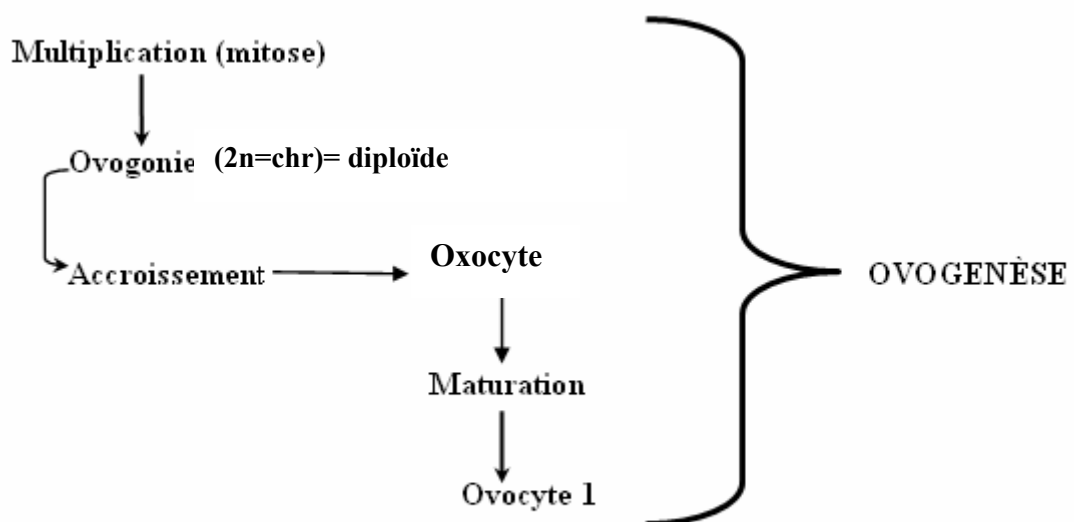 Multiplication (mitose)
Ovogonie (2n=chr)= diploïde
Accroissement
Oxocyte
OVOGENÈSE
Maturation
Ovocyte 1